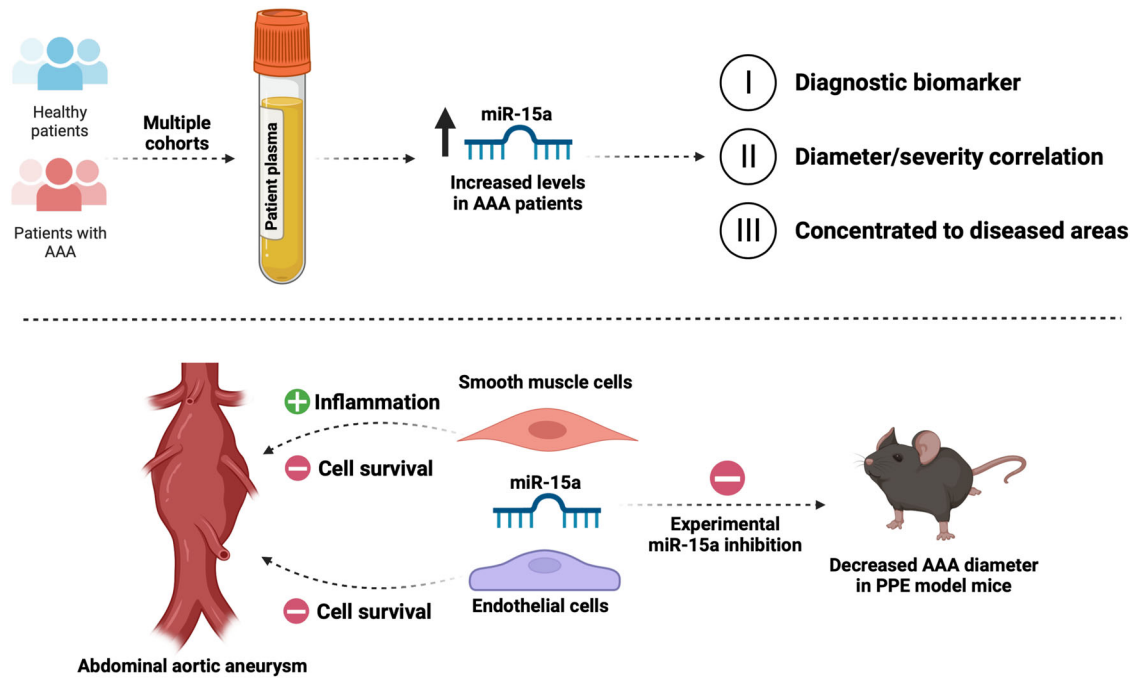 Healthy
patients
Patients with
AAA
Multiple
cohorts
Patient plasma
miR-15a
Increased levels
in AAA patients
I Diagnostic biomarker
II Diameter/severity correlation
III Concentrated to diseased areas
Smooth muscle cells
+ Inflammation
− Cell survival
miR-15a
−
Experimental
miR-15a inhibition
Decreased AAA diameter
in PPE model mice
− Cell survival
Endothelial cells
Abdominal aortic aneurysm